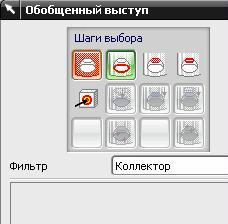 Обобщенный выступ
Шаги выбора
Фильтр Коллектор